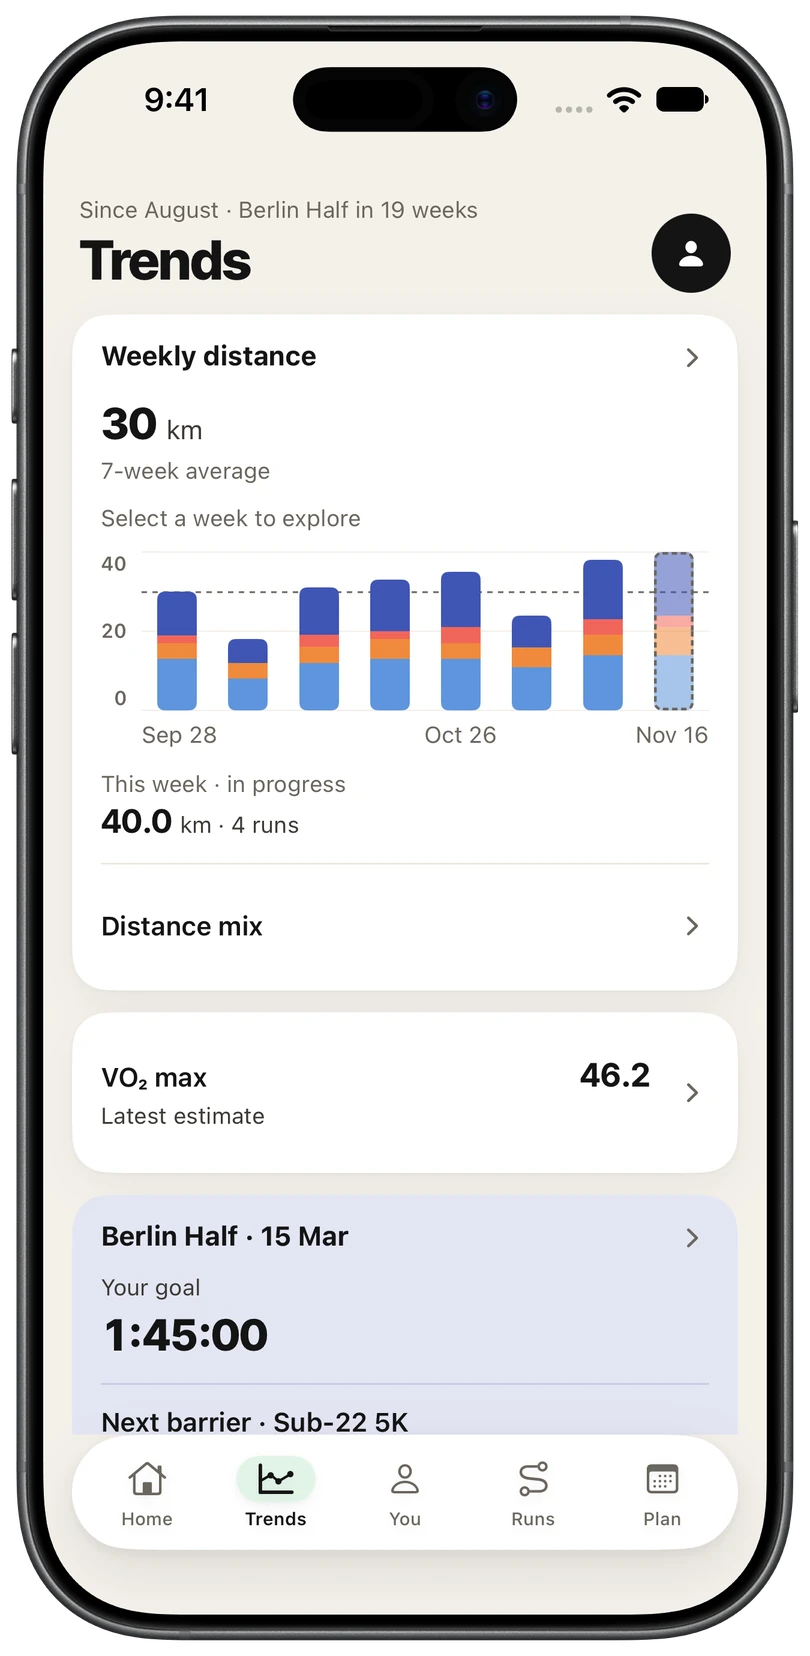 9:41
Since August · Berlin Half in 19 weeks
Trends
Weekly distance
30 km
7-week average
Select a week to explore
40
20
0
Sep 28 Oct 26 Nov 16
This week · in progress
40.0 km · 4 runs
Distance mix
VO₂ max 46.2
Latest estimate
Berlin Half · 15 Mar
Your goal
1:45:00
Next barrier · Sub-22 5K
Home Trends You Runs Plan